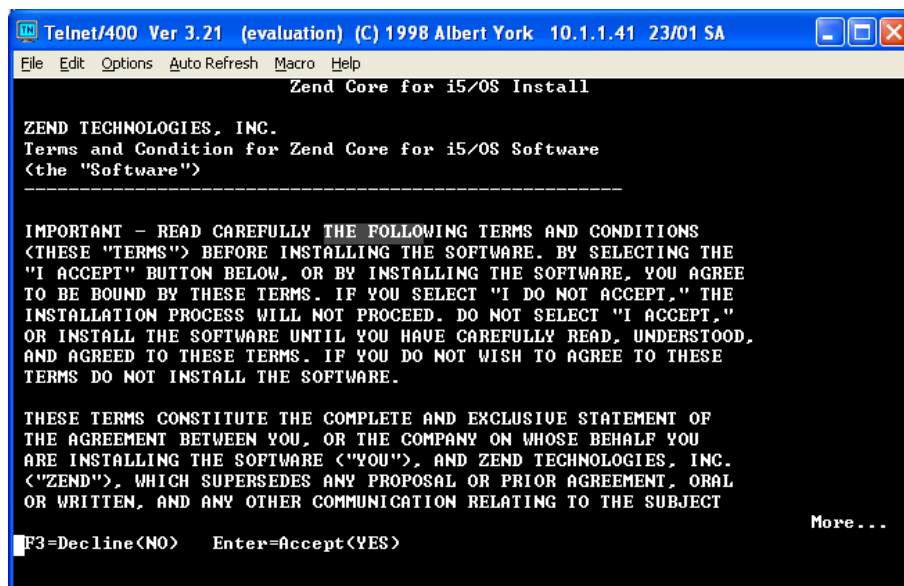 Telnet/400 Ver 3.21 (evaluation) (C) 1998 Albert York 10.1.1.41 23/01 SA
File Edit Options Auto Refresh Macro Help
Zend Core for i5/OS Install
ZEND TECHNOLOGIES, INC.
Terms and Condition for Zend Core for i5/OS Software
(the "Software")
------------------------------------------------------
IMPORTANT - READ CAREFULLY THE FOLLOWING TERMS AND CONDITIONS
(THESE "TERMS") BEFORE INSTALLING THE SOFTWARE. BY SELECTING THE
"I ACCEPT" BUTTON BELOW, OR BY INSTALLING THE SOFTWARE, YOU AGREE
TO BE BOUND BY THESE TERMS. IF YOU SELECT "I DO NOT ACCEPT," THE
INSTALLATION PROCESS WILL NOT PROCEED. DO NOT SELECT "I ACCEPT,"
OR INSTALL THE SOFTWARE UNTIL YOU HAVE CAREFULLY READ, UNDERSTOOD,
AND AGREED TO THESE TERMS. IF YOU DO NOT WISH TO AGREE TO THESE
TERMS DO NOT INSTALL THE SOFTWARE.
THESE TERMS CONSTITUTE THE COMPLETE AND EXCLUSIVE STATEMENT OF
THE AGREEMENT BETWEEN YOU, OR THE COMPANY ON WHOSE BEHALF YOU
ARE INSTALLING THE SOFTWARE ("YOU"), AND ZEND TECHNOLOGIES, INC.
("ZEND"), WHICH SUPERSEDES ANY PROPOSAL OR PRIOR AGREEMENT, ORAL
OR WRITTEN, AND ANY OTHER COMMUNICATION RELATING TO THE SUBJECT
More...
F3=Decline(NO) Enter=Accept(YES)